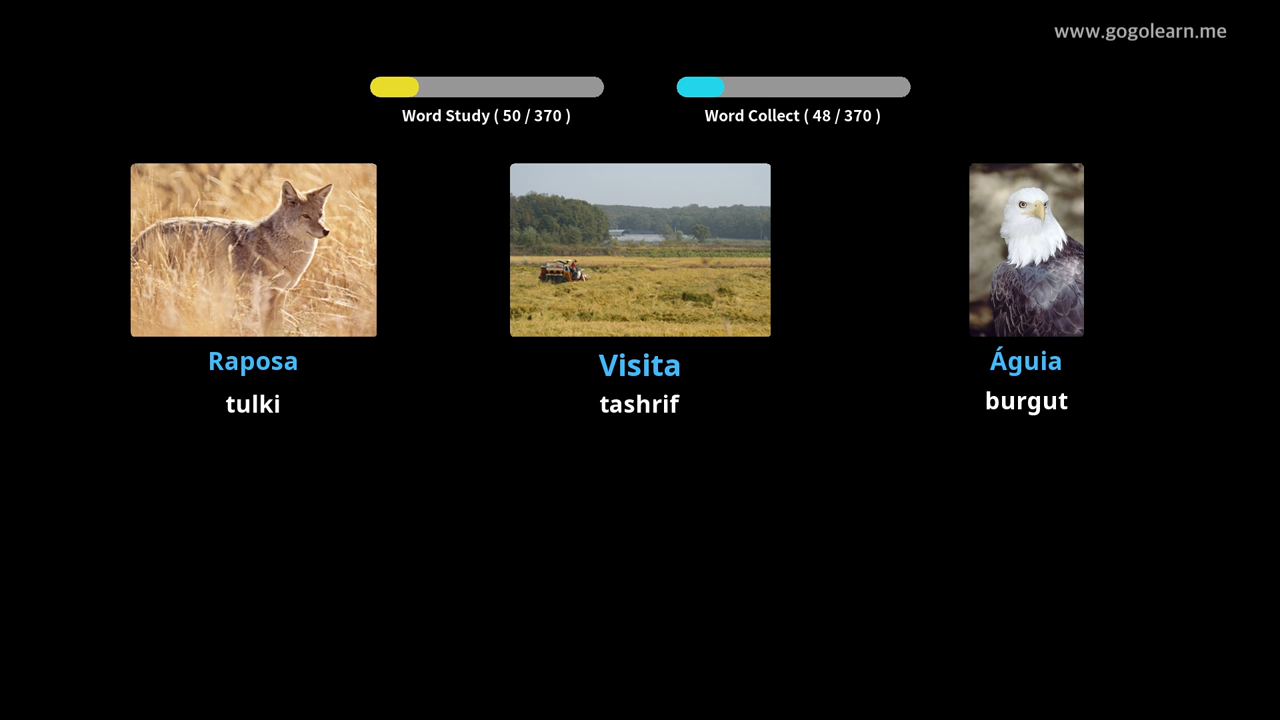 www.gogolearn.me
Word Study ( 50 / 370 )
Word Collect ( 48 / 370 )
Raposa
tulki
Visita
tashrif
Águia
burgut